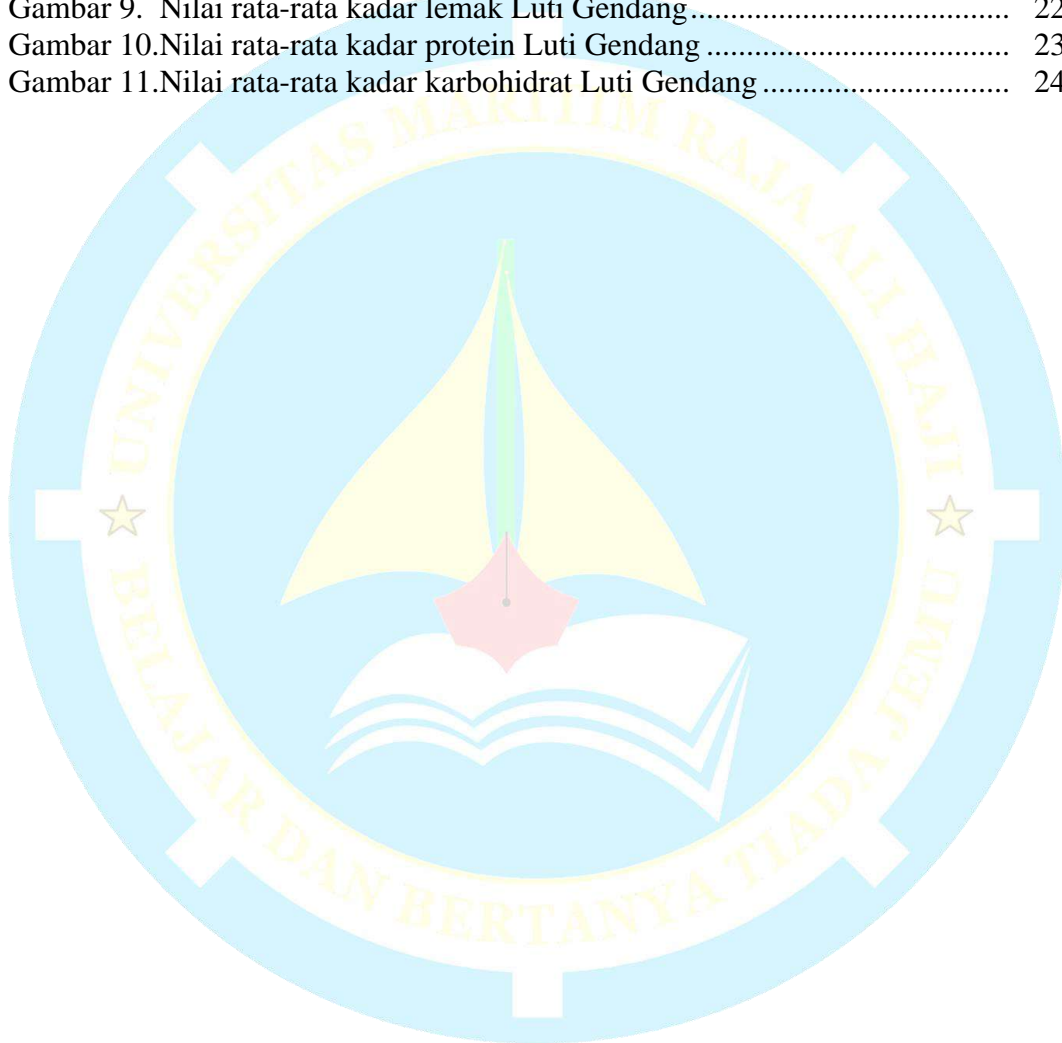 Gambar 9. Nilai rata-rata kadar lemak Luti Gendang........................................ 22
Gambar 10.Nilai rata-rata kadar protein Luti Gendang ...................................... 23
Gambar 11.Nilai rata-rata kadar karbohidrat Luti Gendang ............................... 24
UNIVERSITAS MARITIM RAJA ALI HAJI
BELAJAR DAN BERTANYA TIADA JEMU